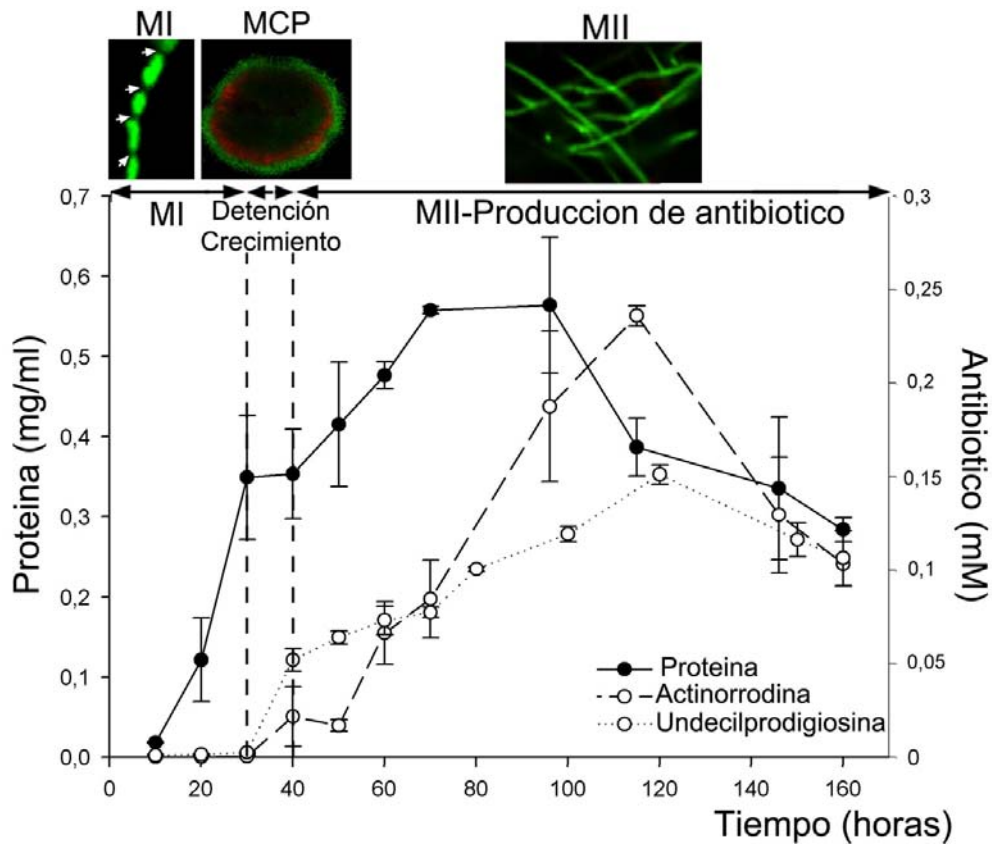 MI
MCP
MII
MI
Detención
Crecimiento
MII-Produccion de antibiotico
0,7
0,6
0,5
0,4
0,3
0,2
0,1
0,0
Proteina (mg/ml)
0,3
0,25
0,2
0,15
0,1
0,05
0
Antibiotico (mM)
Proteina
Actinorrodina
Undecilprodigiosina
0
20
40
60
80
100
120
140
160
Tiempo (horas)